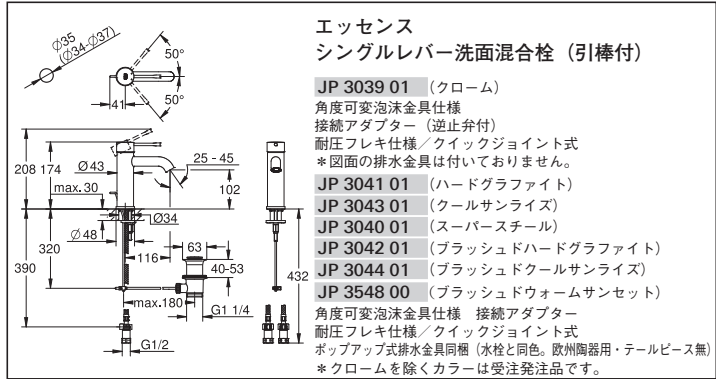 エッセンス
シングルレバー洗面混合栓（引棒付）
JP 3039 01 (クローム)
角度可変泡沫金具仕様
接続アダプター（逆止弁付）
耐圧フレキ仕様／クイックジョイント式
＊図面の排水金具は付いておりません。
JP 3041 01 (ハードグラファイト)
JP 3043 01 (クールサンライズ)
JP 3040 01 (スーパースチール)
JP 3042 01 (ブラッシュドハードグラファイト)
JP 3044 01 (ブラッシュドクールサンライズ)
JP 3548 00 (ブラッシュドウォームサンセット)
角度可変泡沫金具仕様　接続アダプター
耐圧フレキ仕様／クイックジョイント式
ポップアップ式排水金具同梱（水栓と同色。欧州陶器用・テールピース無）
＊クロームを除くカラーは受注発注品です。
Ø35
(Ø34-Ø37)
50°
41
50°
208
174
Ø43
25 - 45
max. 30
102
Ø34
Ø48
116
63
320
390
40-53
432
max.180
G1 1/4
G1/2